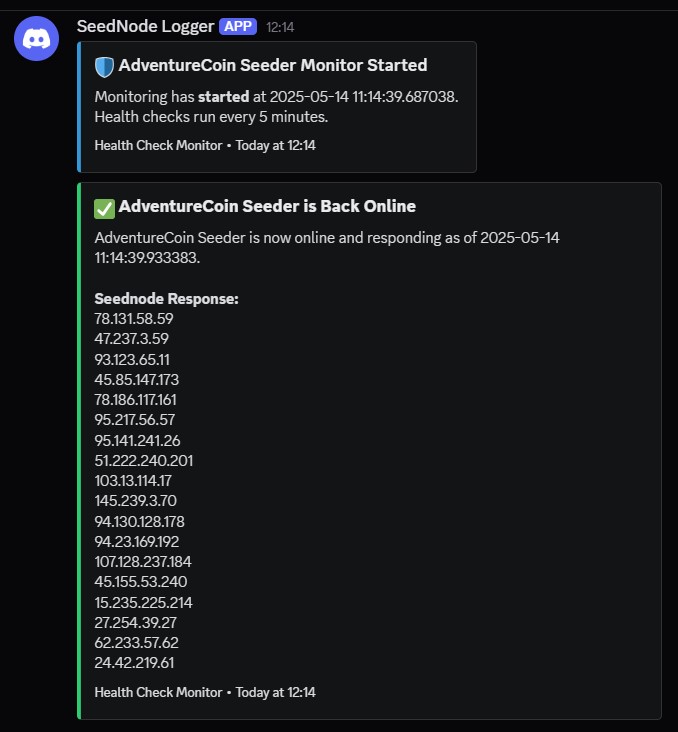 SeedNode Logger APP 12:14
AdventureCoin Seeder Monitor Started
Monitoring has started at 2025-05-14 11:14:39.687038.
Health checks run every 5 minutes.
Health Check Monitor • Today at 12:14
AdventureCoin Seeder is Back Online
AdventureCoin Seeder is now online and responding as of 2025-05-14
11:14:39.933383.
Seednode Response:
78.131.58.59
47.237.3.59
93.123.65.11
45.85.147.173
78.186.117.161
95.217.56.57
95.141.241.26
51.222.240.201
103.13.114.17
145.239.3.70
94.130.128.178
94.23.169.192
107.128.237.184
45.155.53.240
15.235.225.214
27.254.39.27
62.233.57.62
24.42.219.61
Health Check Monitor • Today at 12:14